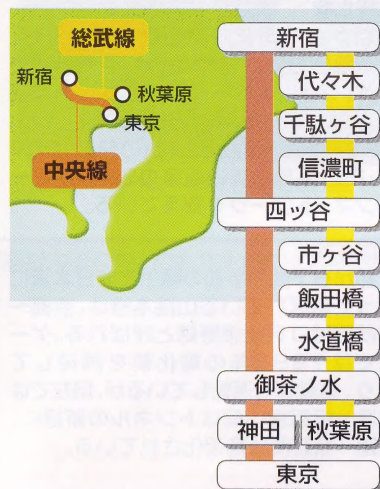 総武線
新宿
秋葉原
東京
中央線
新宿
代々木
千駄ヶ谷
信濃町
四ッ谷
市ヶ谷
飯田橋
水道橋
御茶ノ水
神田 秋葉原
東京